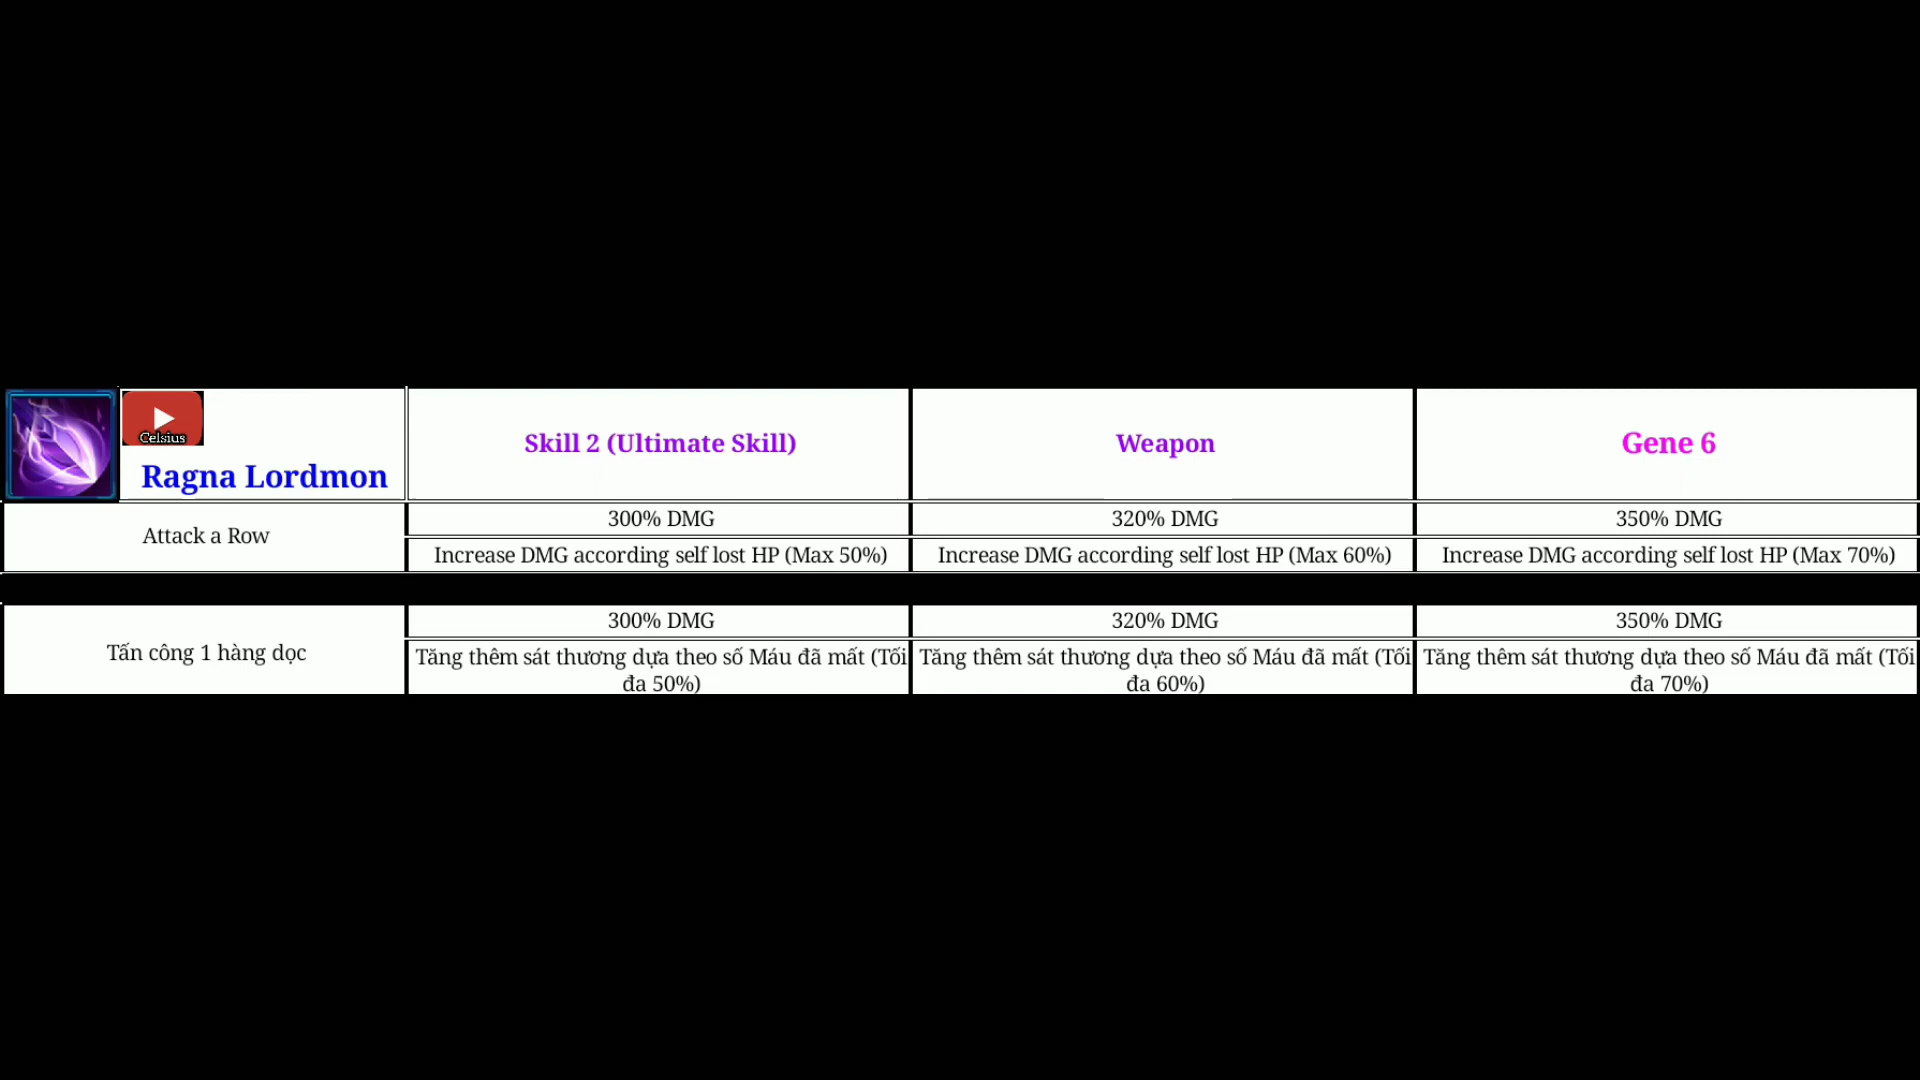 Celsius
Ragna Lordmon
Skill 2 (Ultimate Skill)
Weapon
Gene 6
Attack a Row
300% DMG
320% DMG
350% DMG
Increase DMG according self lost HP (Max 50%)
Increase DMG according self lost HP (Max 60%)
Increase DMG according self lost HP (Max 70%)
Tấn công 1 hàng dọc
300% DMG
320% DMG
350% DMG
Tăng thêm sát thương dựa theo số Máu đã mất (Tối
đa 50%)
Tăng thêm sát thương dựa theo số Máu đã mất (Tối
đa 60%)
Tăng thêm sát thương dựa theo số Máu đã mất (Tối
đa 70%)